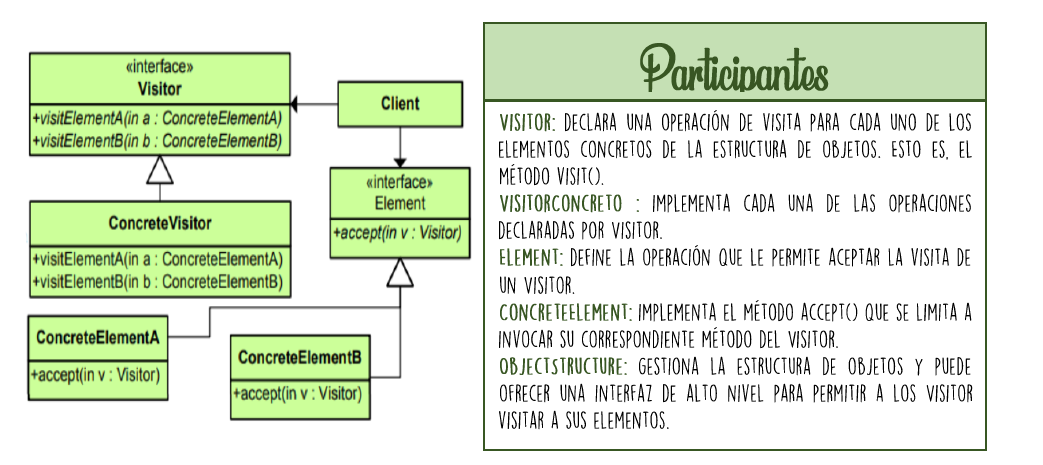 «interface»
Visitor
+visitElementA(in a : ConcreteElementA)
+visitElementB(in b : ConcreteElementB)
Client
«interface»
Element
+accept(in v : Visitor)
ConcreteVisitor
+visitElementA(in a : ConcreteElementA)
+visitElementB(in b : ConcreteElementB)
ConcreteElementA
+accept(in v : Visitor)
ConcreteElementB
+accept(in v : Visitor)
Participantes
VISITOR: DECLARA UNA OPERACIÓN DE VISITA PARA CADA UNO DE LOS
ELEMENTOS CONCRETOS DE LA ESTRUCTURA DE OBJETOS. ESTO ES, EL
MÉTODO VISIT().
VISITORCONCRETO : IMPLEMENTA CADA UNA DE LAS OPERACIONES
DECLARADAS POR VISITOR.
ELEMENT: DEFINE LA OPERACIÓN QUE LE PERMITE ACEPTAR LA VISITA DE
UN VISITOR.
CONCRETEELEMENT: IMPLEMENTA EL MÉTODO ACCEPT() QUE SE LIMITA A
INVOCAR SU CORRESPONDIENTE MÉTODO DEL VISITOR.
OBJECTSTRUCTURE: GESTIONA LA ESTRUCTURA DE OBJETOS Y PUEDE
OFRECER UNA INTERFAZ DE ALTO NIVEL PARA PERMITIR A LOS VISITOR
VISITAR A SUS ELEMENTOS.